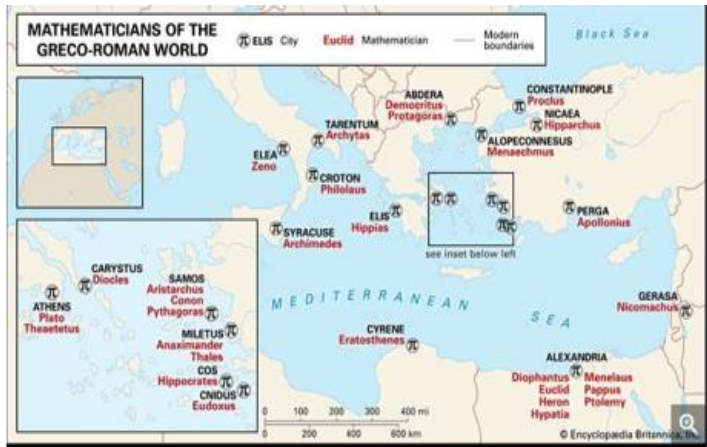 MATHEMATICIANS OF THE
GRECO-ROMAN WORLD
π ELIS City
Euclid Mathematician
Modern
boundaries
Black Sea
ABDERA
Democritus
Protagoras
CONSTANTINOPLE
Proclus
NICAEA
Hipparchus
TARENTUM
Archytas
ALOPECONNESUS
Menaechmus
ELEA
Zeno
CROTON
Philolaus
ELIS
Hippias
PERGA
Apollonius
SYRACUSE
Archimedes
see inset below left
CARYSTUS
Diocles
ATHENS
Plato
Theaetetus
SAMOS
Aristarchus
Conon
Pythagoras
MILETUS
Anaximander
Thales
COS
Hippocrates
CNIDUS
Eudoxus
MEDITERRANEAN
SEA
GERASA
Nicomachus
CYRENE
Eratosthenes
ALEXANDRIA
Diophantus Menelaus
Euclid Pappus
Heron Ptolemy
Hypatia
0 100 200 300 400 mi
0 200 400 600 km
© Encyclopædia Britannica, Inc.